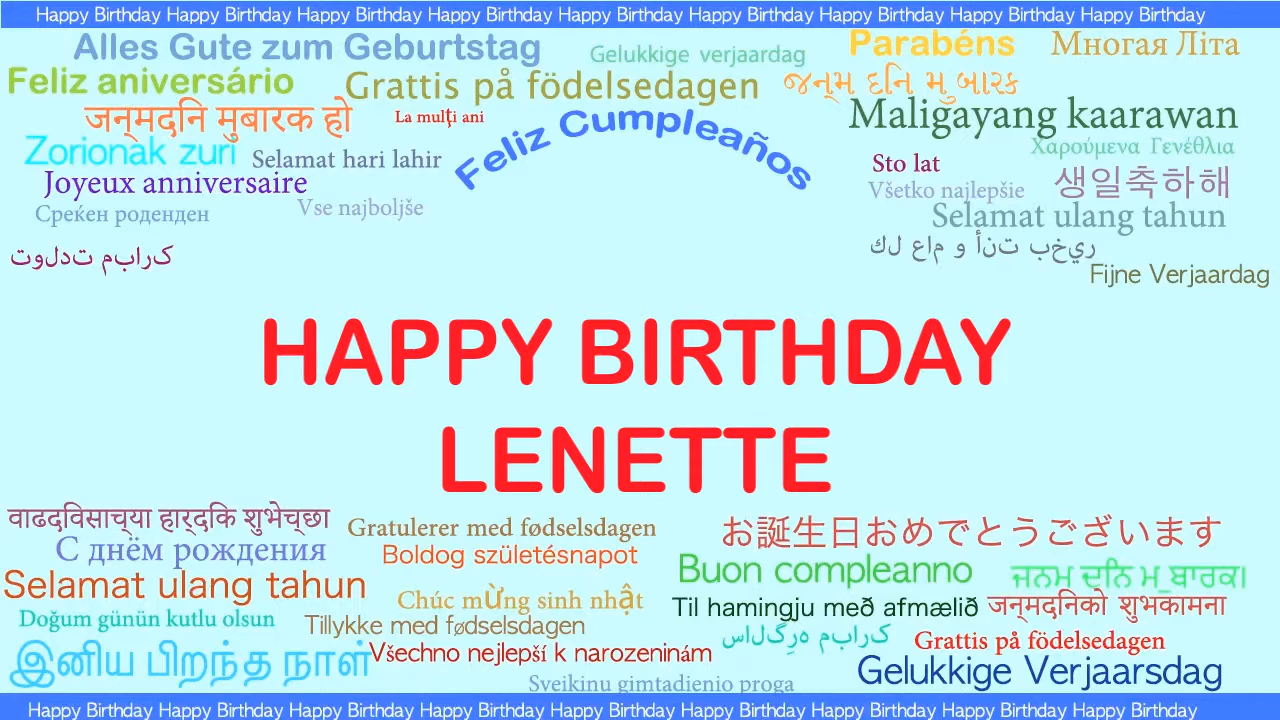 Happy Birthday Happy Birthday Happy Birthday Happy Birthday Happy Birthday Happy Birthday Happy Birthday Happy Birthday Happy Birthday
Alles Gute zum Geburtstag
Gelukkige verjaardag
Parabéns
Многая Літа
Feliz aniversário
Grattis på födelsedagen
જન્મ દિન મુબારક
जन्मदिन मुबारक हो
La mulţi ani
Feliz Cumpleaños
Maligayang kaarawan
Zorionak zuri
Selamat hari lahir
Sto lat
Χαρούμενα Γενέθλια
Joyeux anniversaire
Všetko najlepšie
생일축하해
Среќен роденден
Vse najboljše
Selamat ulang tahun
تولدت مبارک
كل عام و أنت بخير
Fijne Verjaardag
HAPPY BIRTHDAY
LENETTE
वाढदिवसाच्या हार्दिक शुभेच्छा
Gratulerer med fødselsdagen
お誕生日おめでとうございます
С днём рождения
Boldog születésnapot
Buon compleanno
ਜਨਮ ਦਿਨ ਮੁਬਾਰਕ।
Selamat ulang tahun
Chúc mừng sinh nhật
Til hamingju með afmælið
जन्मदिनको शुभकामना
Doğum günün kutlu olsun
Tillykke med fødselsdagen
سالگرہ مبارک
Grattis på födelsedagen
இனிய பிறந்த நாள்
Všechno nejlepší k narozeninám
Gelukkige Verjaarsdag
Sveikinu gimtadienio proga
Happy Birthday Happy Birthday Happy Birthday Happy Birthday Happy Birthday Happy Birthday Happy Birthday Happy Birthday Happy Birthday